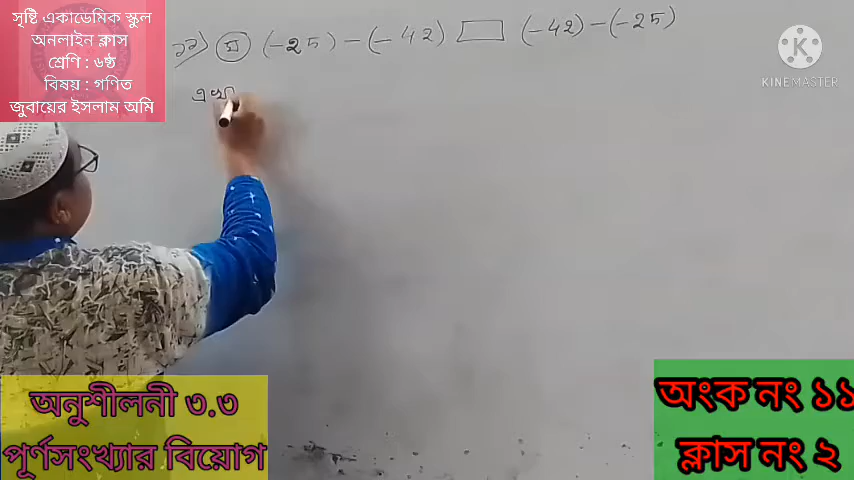 সৃষ্টি একাডেমিক স্কুল
অনলাইন ক্লাস
শ্রেণি : ৬ষ্ঠ
বিষয় : গণিত
জুবায়ের ইসলাম অমি
১১) ঘ (-25) - (-42) (-42) - (-25)
এখা
KINEMASTER
অনুশীলনী ৩.৩
পূর্ণসংখ্যার বিয়োগ
অংক নং ১১
ক্লাস নং ২